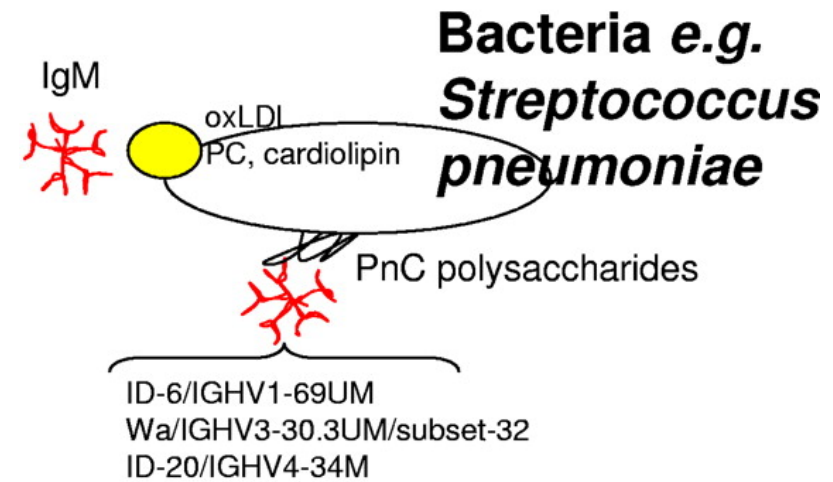 Bacteria e.g.
Streptococcus
pneumoniae
IgM
oxLDL
PC, cardiolipin
PnC polysaccharides
ID-6/IGHV1-69UM
Wa/IGHV3-30.3UM/subset-32
ID-20/IGHV4-34M